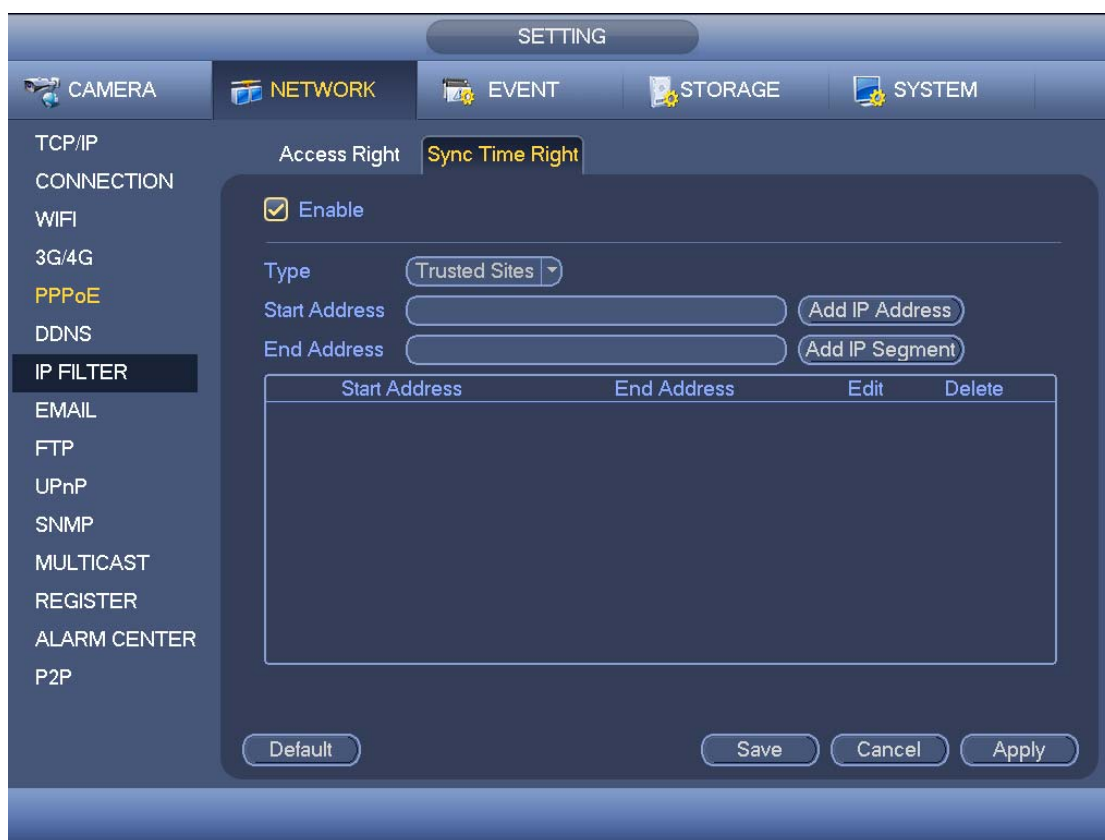 SETTING
CAMERA NETWORK EVENT STORAGE SYSTEM
TCP/IP
CONNECTION
WIFI
3G/4G
PPPoE
DDNS
IP FILTER
EMAIL
FTP
UPnP
SNMP
MULTICAST
REGISTER
ALARM CENTER
P2P
Access Right Sync Time Right
Enable
Type Trusted Sites
Start Address Add IP Address
End Address Add IP Segment
Start Address End Address Edit Delete
Default Save Cancel Apply